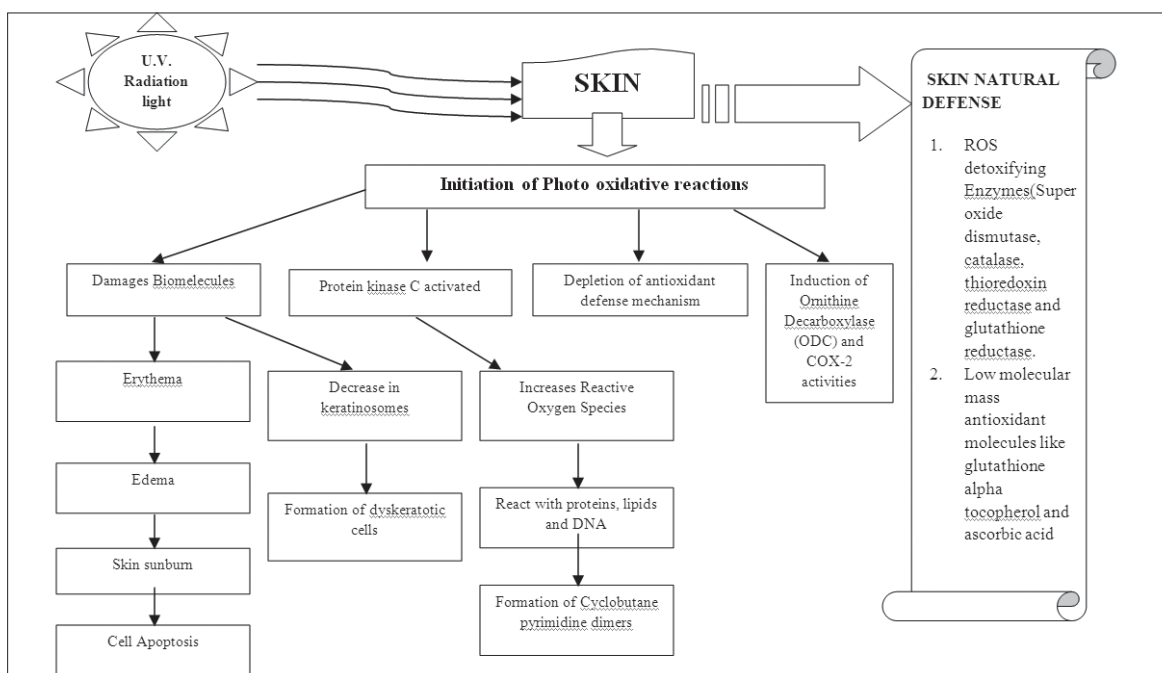 U.V.
Radiation
light
SKIN
Initiation of Photo oxidative reactions
Damages Biomolecules
Protein kinase C activated
Depletion of antioxidant
defense mechanism
Induction of
Ornithine
Decarboxylase
(ODC) and
COX-2
activities
Erythema
Decrease in
keratinosomes
Increases Reactive
Oxygen Species
Edema
Formation of dyskeratotic
cells
React with proteins, lipids
and DNA
Skin sunburn
Formation of Cyclobutane
pyrimidine dimers
Cell Apoptosis
SKIN NATURAL
DEFENSE
1. ROS
detoxifying
Enzymes(Super
oxide
dismutase,
catalase,
thioredoxin
reductase and
glutathione
reductase.
2. Low molecular
mass
antioxidant
molecules like
glutathione
alpha
tocopherol and
ascorbic acid